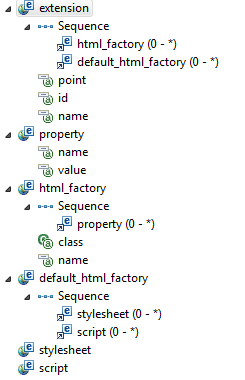 extension
Sequence
html_factory (0 - *)
default_html_factory (0 - *)
point
id
name
property
name
value
html_factory
Sequence
property (0 - *)
class
name
default_html_factory
Sequence
stylesheet (0 - *)
script (0 - *)
stylesheet
script